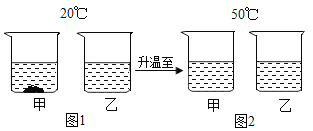 20℃ 50℃
升温至
甲 乙 甲 乙
图1 图2